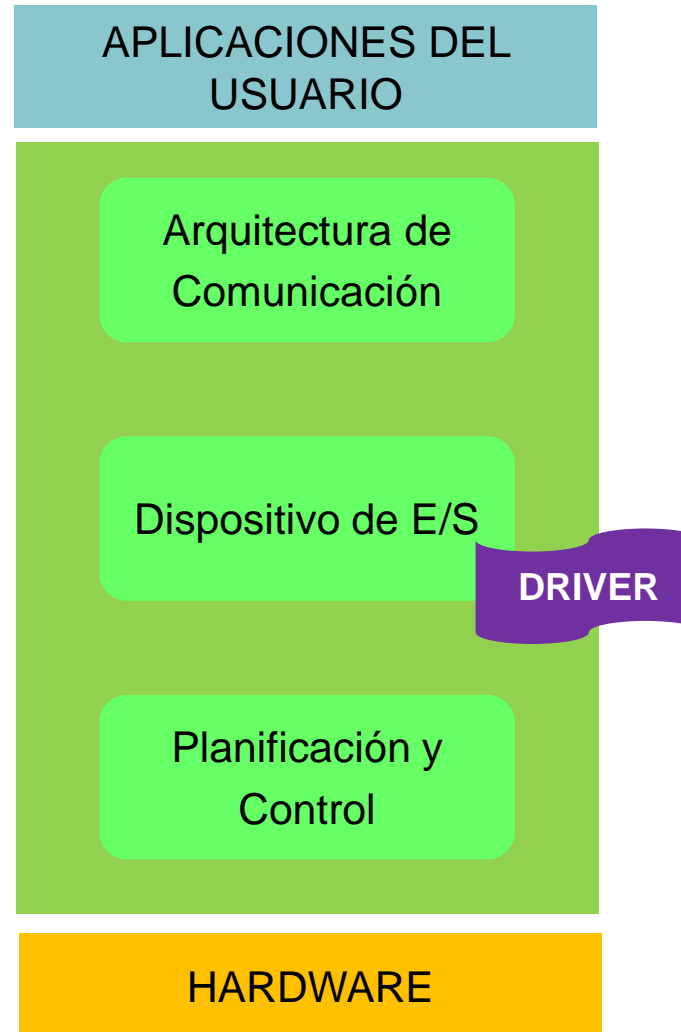 APLICACIONES DEL
USUARIO
Arquitectura de
Comunicación
Dispositivo de E/S
DRIVER
Planificación y
Control
HARDWARE